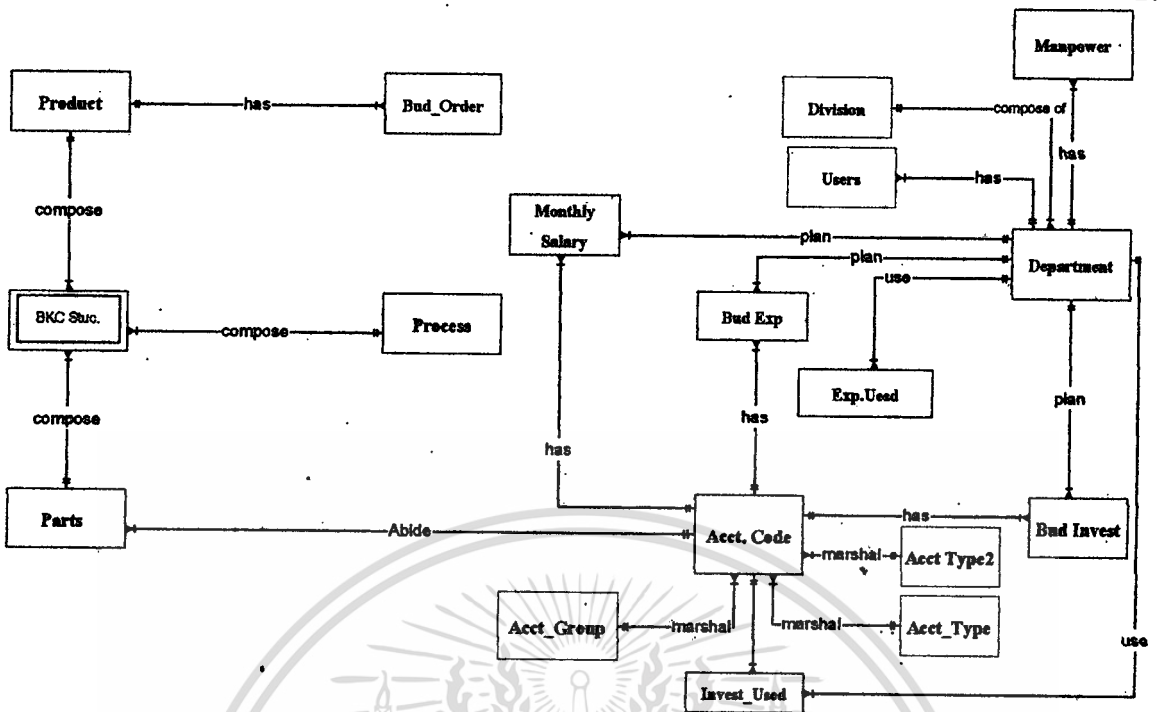 Manpower
Product
has
Bud_Order
Division
compose of
has
Users
has
compose
Monthly
Salary
plan
plan
Department
use
BKC Stuc.
compose
Process
Bud Exp
Exp.Uesd
compose
has
plan
has
Parts
Abide
Acct. Code
has
Bud Invest
marshal
Acct Type2
Acct_Group
marshal
marshal
Acct_Type
use
Invest_Used